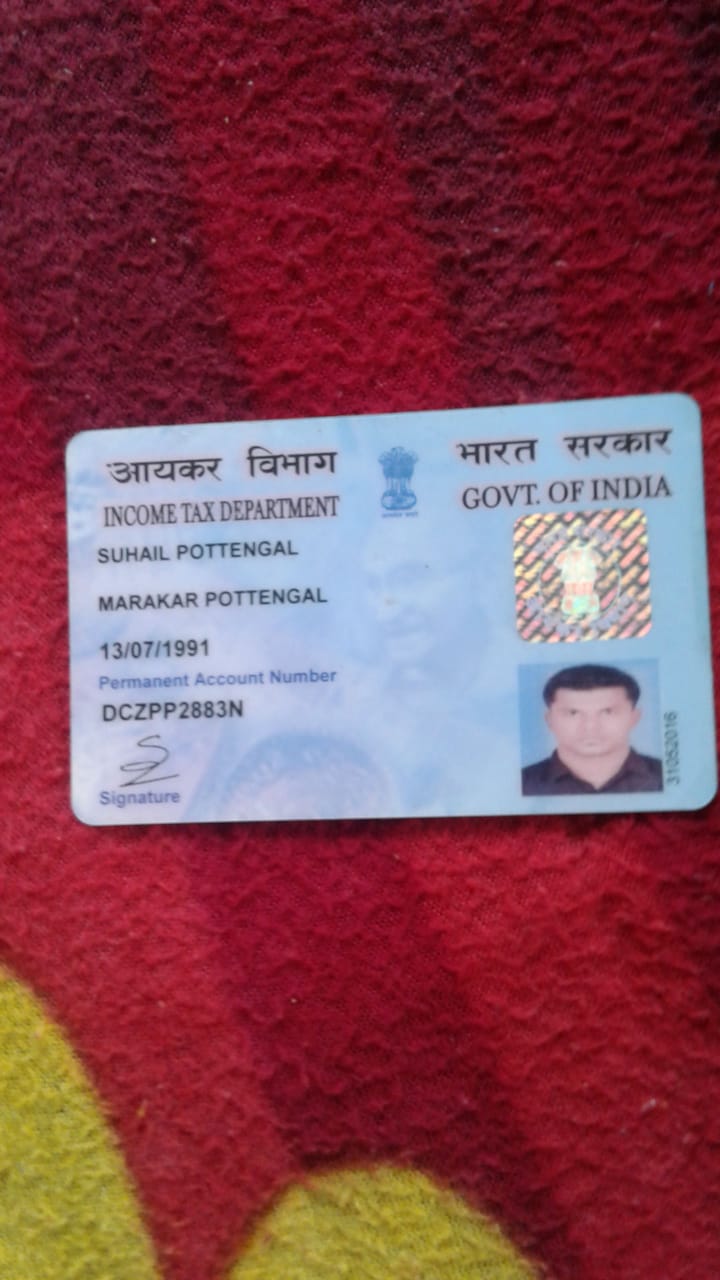 आयकर विभाग
INCOME TAX DEPARTMENT
भारत सरकार
GOVT. OF INDIA
SUHAIL POTTENGAL
MARAKAR POTTENGAL
13/07/1991
Permanent Account Number
DCZPP2883N
Signature
31052016